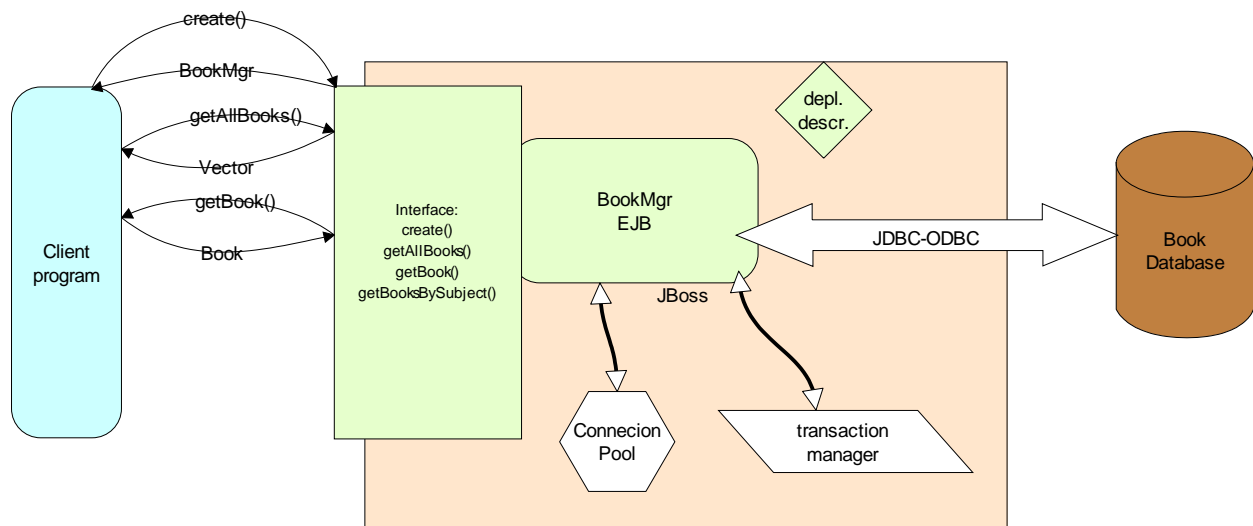 create()
BookMgr
getAllBooks()
Vector
getBook()
Book
Client
program
Interface:
create()
getAllBooks()
getBook()
getBooksBySubject()
BookMgr
EJB
depl.
descr.
JBoss
JDBC-ODBC
Book
Database
Connecion
Pool
transaction
manager